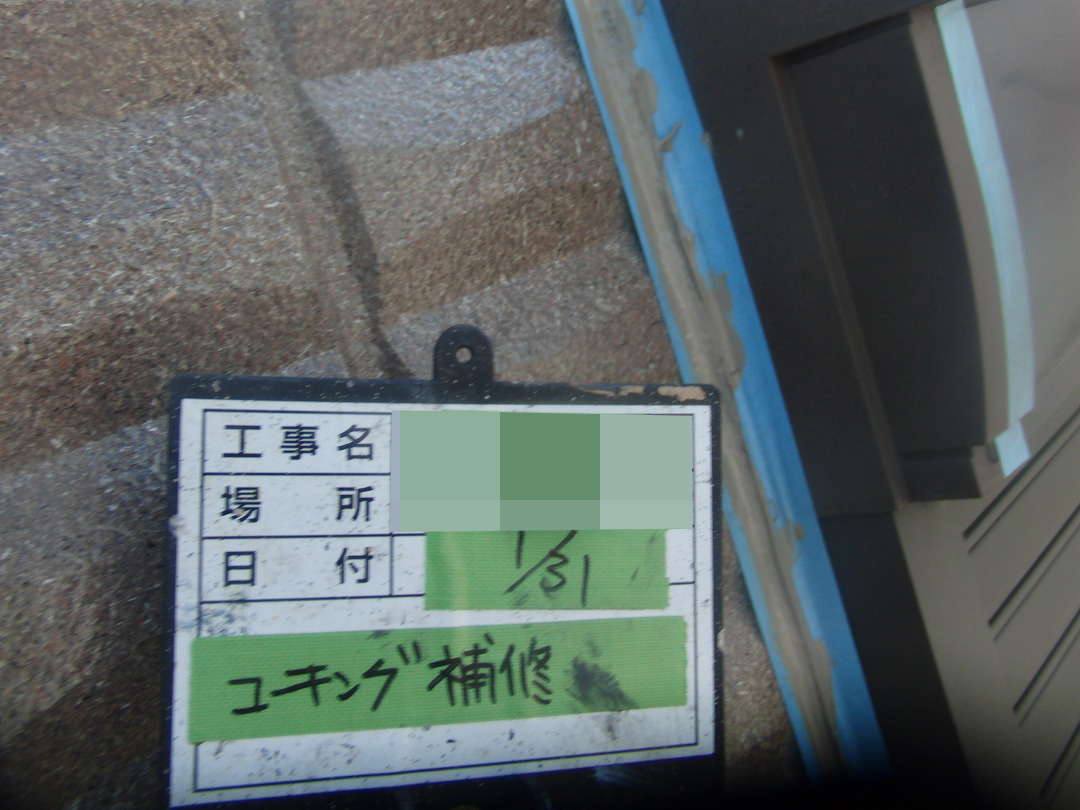 工事名
場所
日付 1/31
コーキング補修